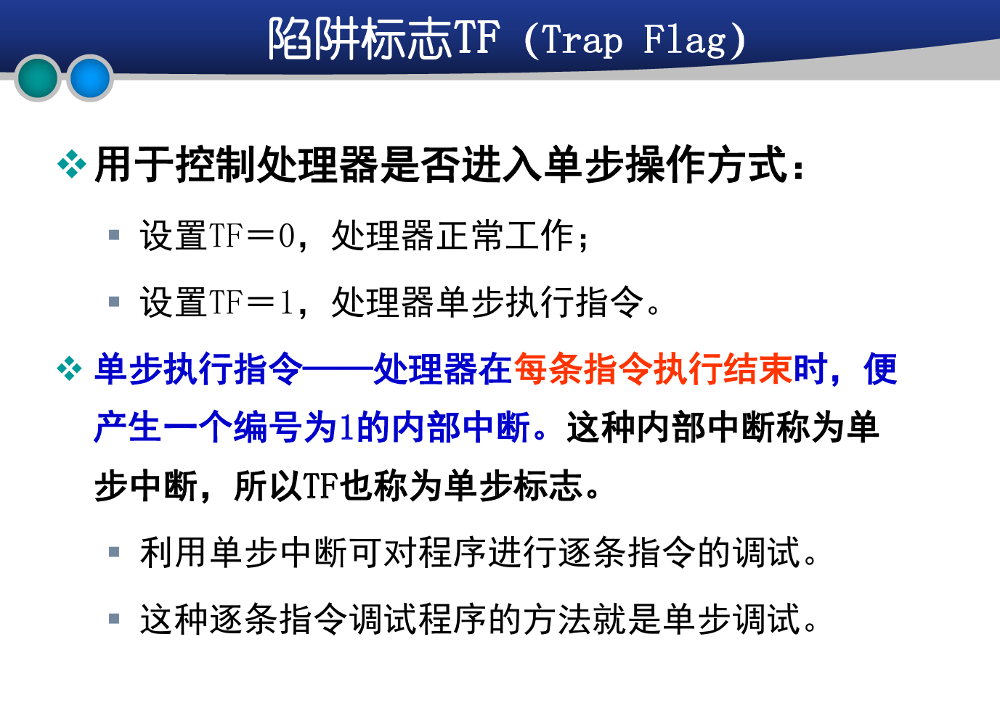 陷阱标志TF (Trap Flag)
用于控制处理器是否进入单步操作方式：
设置TF＝0，处理器正常工作；
设置TF＝1，处理器单步执行指令。
单步执行指令——处理器在每条指令执行结束时，便
产生一个编号为1的内部中断。这种内部中断称为单
步中断，所以TF也称为单步标志。
利用单步中断可对程序进行逐条指令的调试。
这种逐条指令调试程序的方法就是单步调试。